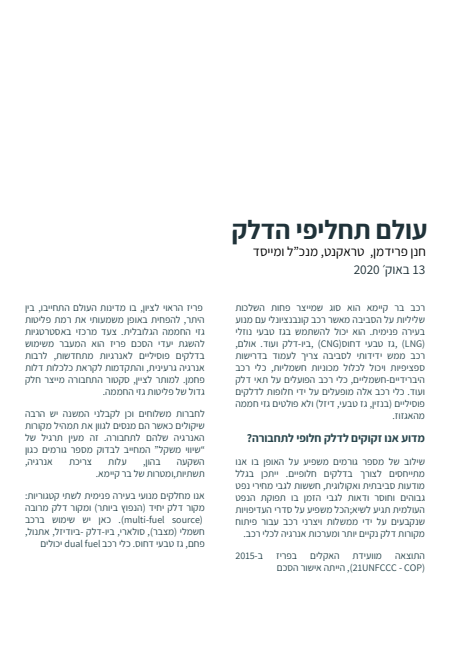 עולם תחליפי הדלק
חנן פרידמן, טראקנט, מנכ"ל ומייסד
13 באוק׳ 2020
רכב בר קיימא הוא סוג שמייצר פחות השלכות
שליליות על הסביבה מאשר רכב קונבנציונלי עם מנוע
בעירה פנימית. הוא יכול להשתמש בגז טבעי נוזלי
(LNG) ,גז טבעי דחוס(CNG) ,ביו-דלק ועוד. אולם,
רכב ממש ידידותי לסביבה צריך לעמוד בדרישות
ספציפיות ויכול לכלול מכוניות חשמליות, כלי רכב
היברידיים-חשמליים, כלי רכב הפועלים על תאי דלק
ועוד. כלי רכב אלה מופעלים על ידי חלופות לדלקים
פוסיליים (בנזין, גז טבעי, דיזל) ולא פולטים גזי חממה
מהאגזוז.
מדוע אנו זקוקים לדלק חלופי לתחבורה?
שילוב של מספר גורמים משפיע על האופן בו אנו
מתייחסים לצורך בדלקים חלופיים. ייתכן בגלל
מודעות סביבתית ואקולוגית, חששות לגבי מחירי נפט
גבוהים וחוסר ודאות לגבי הזמן בו תפוקת הנפט
העולמית תגיע לשיא;הכל משפיע על סדרי העדיפויות
שנקבעים על ידי ממשלות ויצרני רכב עבור פיתוח
מקורות דלק נקיים יותר ומערכות אנרגיה לכלי רכב.
התוצאה מוועידת האקלים בפריז ב-2015
(21UNFCCC - COP), הייתה אישור הסכם
פריז הראוי לציון, בו מדינות העולם התחייבו, בין
היתר, להפחית באופן משמעותי את רמת פליטות
גזי החממה הגלובלית. צעד מרכזי באסטרטגיות
להשגת יעדי הסכם פריז הוא המעבר משימוש
בדלקים פוסיליים לאנרגיות מתחדשות, לרבות
אנרגיה גרעינית, והתקדמות לקראת כלכלות דלות
פחמן. למותר לציין, סקטור התחבורה מייצר חלק
גדול של פליטות גזי החממה.
לחברות משלוחים וכן לקבלני המשנה יש הרבה
שיקולים כאשר הם מנסים לגוון את תמהיל מקורות
האנרגיה שלהם לתחבורה. זה מעין תרגיל של
"שיווי משקל" המחייב לבדוק מספר גורמים כגון
השקעה בהון, עלות צריכת אנרגיה,
תשתיות,ומטרות של בר קיימא.
אנו מחלקים מנועי בעירה פנימית לשתי קטגוריות:
מקור דלק יחיד (הנפוץ ביותר) ומקור דלק מרובה
(multi-fuel source). כאן יש שימוש ברכב
חשמלי (מצבר), סולארי, ביו-דלק -ביודיזל, אתנול,
פחם, גז טבעי דחוס. כלי רכב dual fuel יכולים